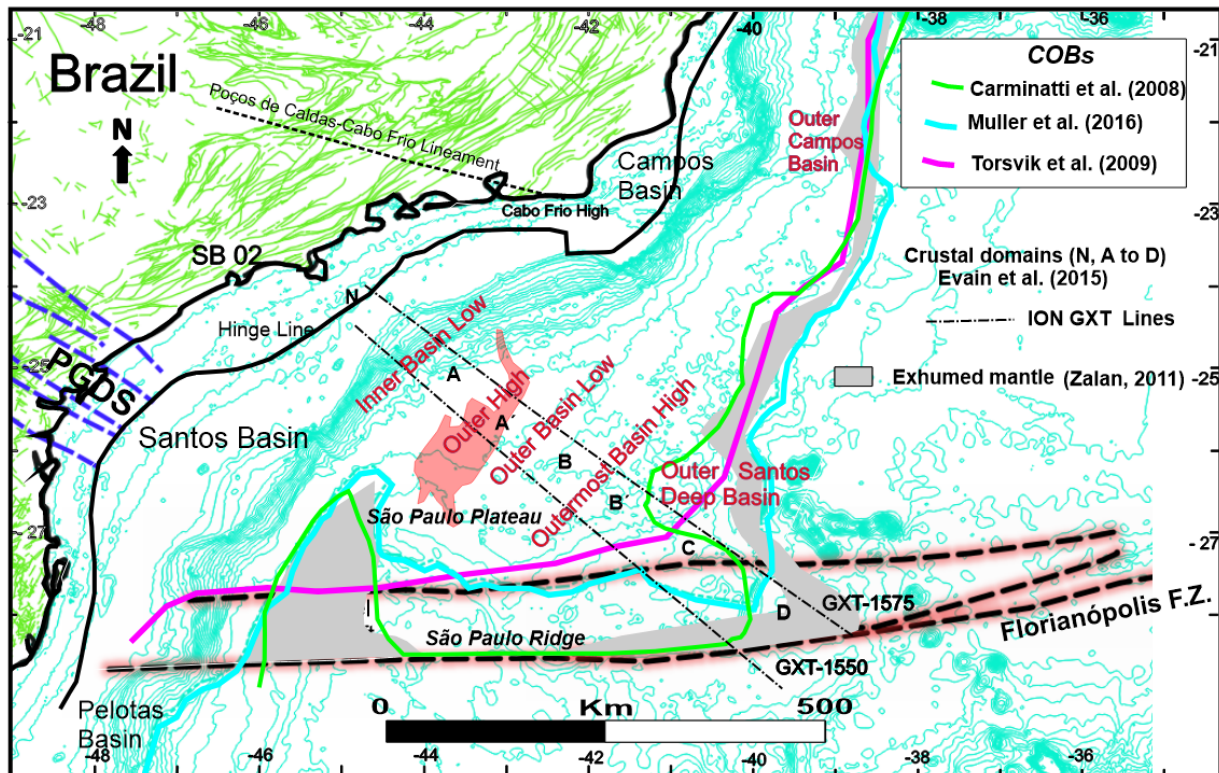 -48
-46
-44
-42
-40
-38
-36
-21
-21
Brazil
N
Poços de Caldas-Cabo Frio Lineament
Campos
Basin
Outer
Campos
Basin
COBs
Carminatti et al. (2008)
Muller et al. (2016)
Torsvik et al. (2009)
-23
-23
Cabo Frio High
SB 02
Crustal domains (N, A to D)
Evain et al. (2015)
ION GXT Lines
Exhumed mantle (Zalan, 2011)
N
Hinge Line
-25
-25
PGDS
Santos Basin
Inner Basin Low
A
Outer High
A´
Outer Basin Low
B
Outermost Basin High
B´
Outer Santos
Deep Basin
São Paulo Plateau
-27
-27
C
D
GXT-1575
São Paulo Ridge
GXT-1550
Florianópolis F.Z.
Pelotas
Basin
0
Km
500
-48
-46
-44
-42
-40
-38
-36